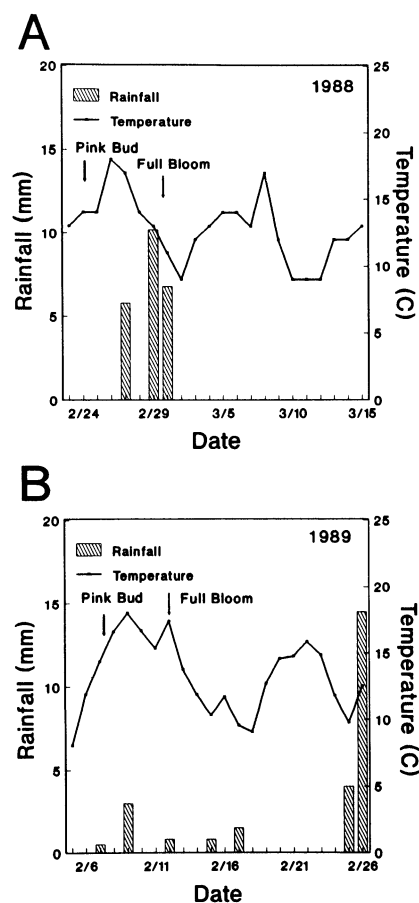 A
1988
Rainfall
Temperature
Pink Bud
Full Bloom
Rainfall (mm)
Temperature (C)
20
15
10
5
0
25
20
15
10
5
0
2/24 2/29 3/5 3/10 3/15
Date
B
1989
Rainfall
Temperature
Pink Bud Full Bloom
Rainfall (mm)
Temperature (C)
20
15
10
5
0
25
20
15
10
5
0
2/6 2/11 2/16 2/21 2/26
Date